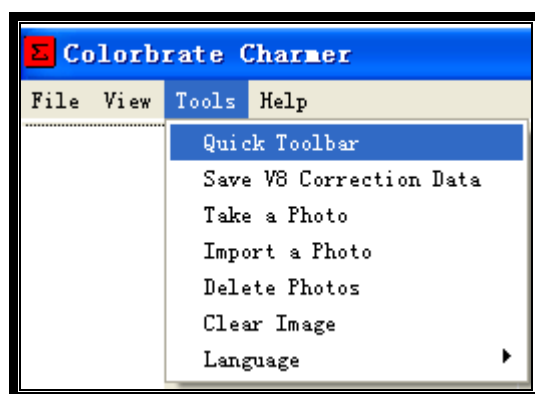 Σ Colorbrate Charmer
File View Tools Help
Quick Toolbar
Save V8 Correction Data
Take a Photo
Import a Photo
Delete Photos
Clear Image
Language